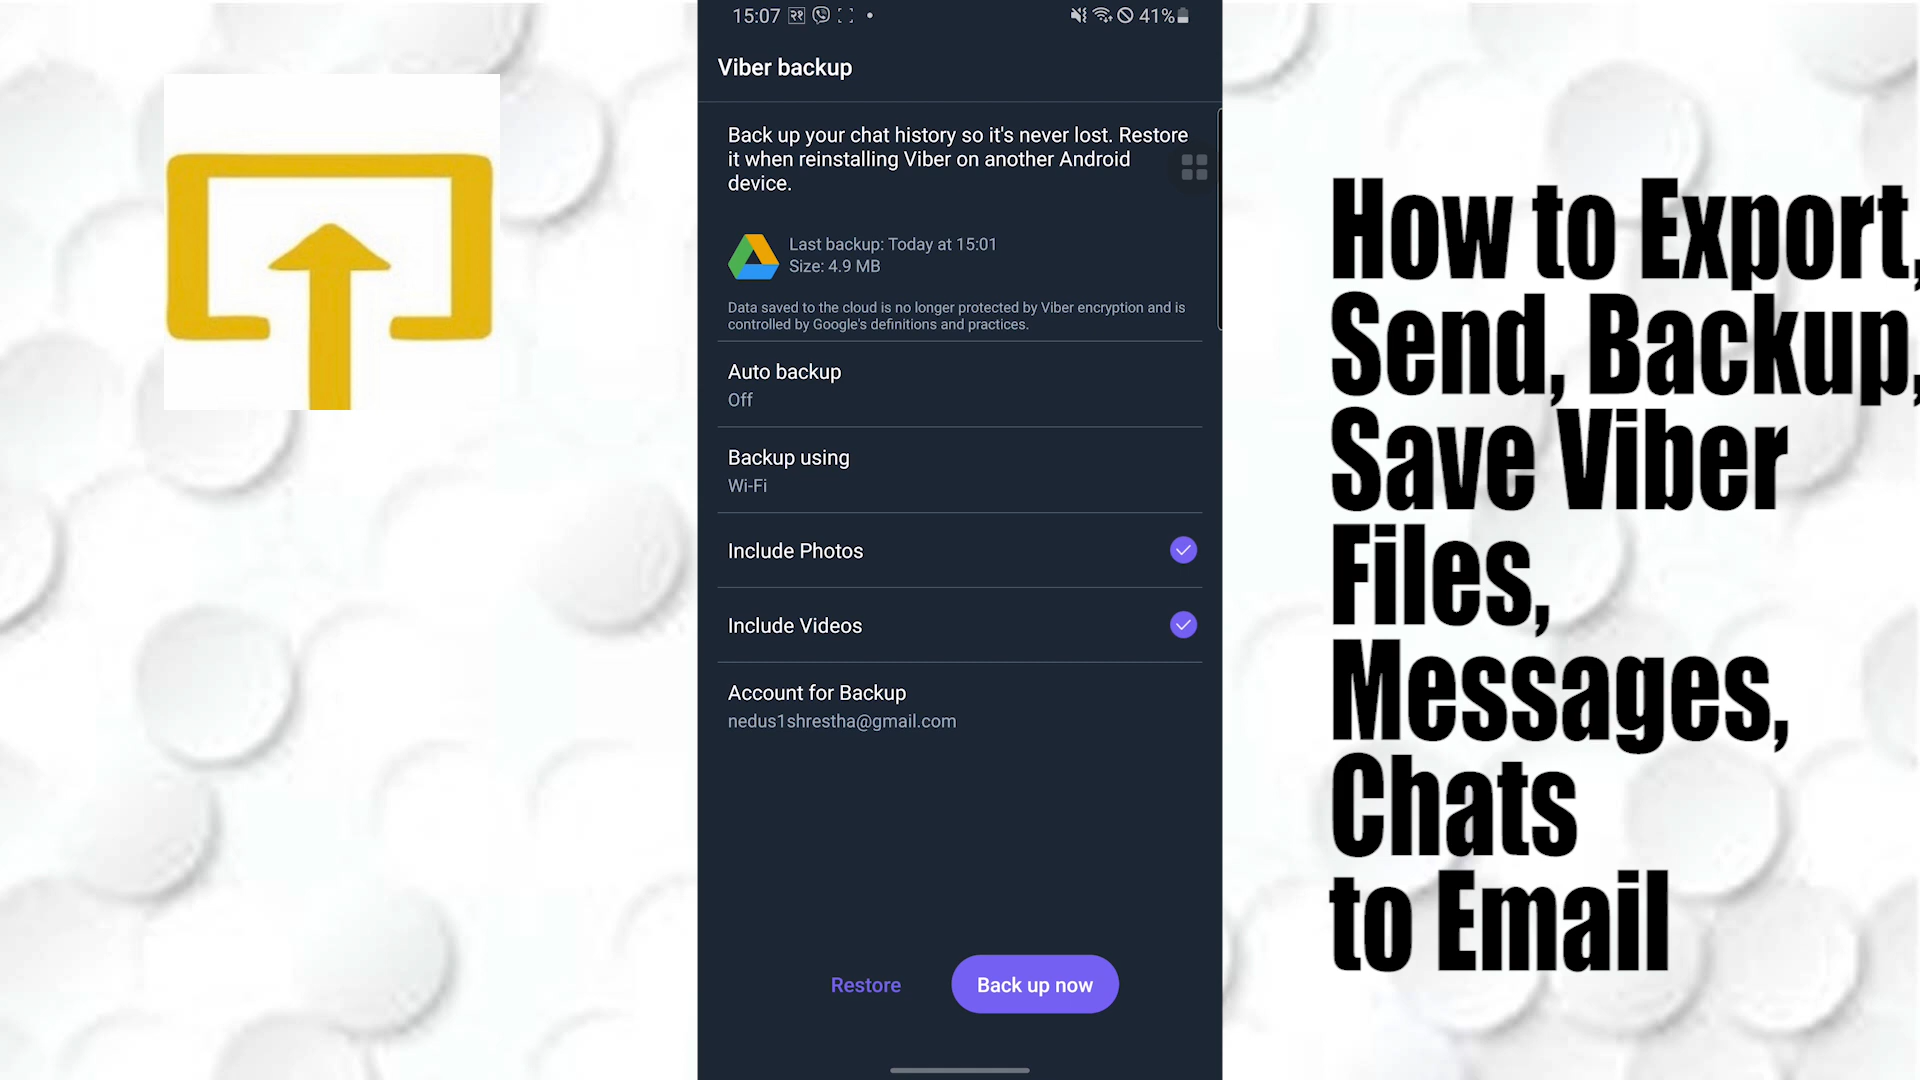 15:07
41%
Viber backup
Back up your chat history so it's never lost. Restore
it when reinstalling Viber on another Android
device.
Last backup: Today at 15:01
Size: 4.9 MB
Data saved to the cloud is no longer protected by Viber encryption and is
controlled by Google's definitions and practices.
Auto backup
Off
Backup using
Wi-Fi
Include Photos
Include Videos
Account for Backup
nedus1shrestha@gmail.com
Restore
Back up now
How to Export,
Send, Backup,
Save Viber
Files,
Messages,
Chats
to Email